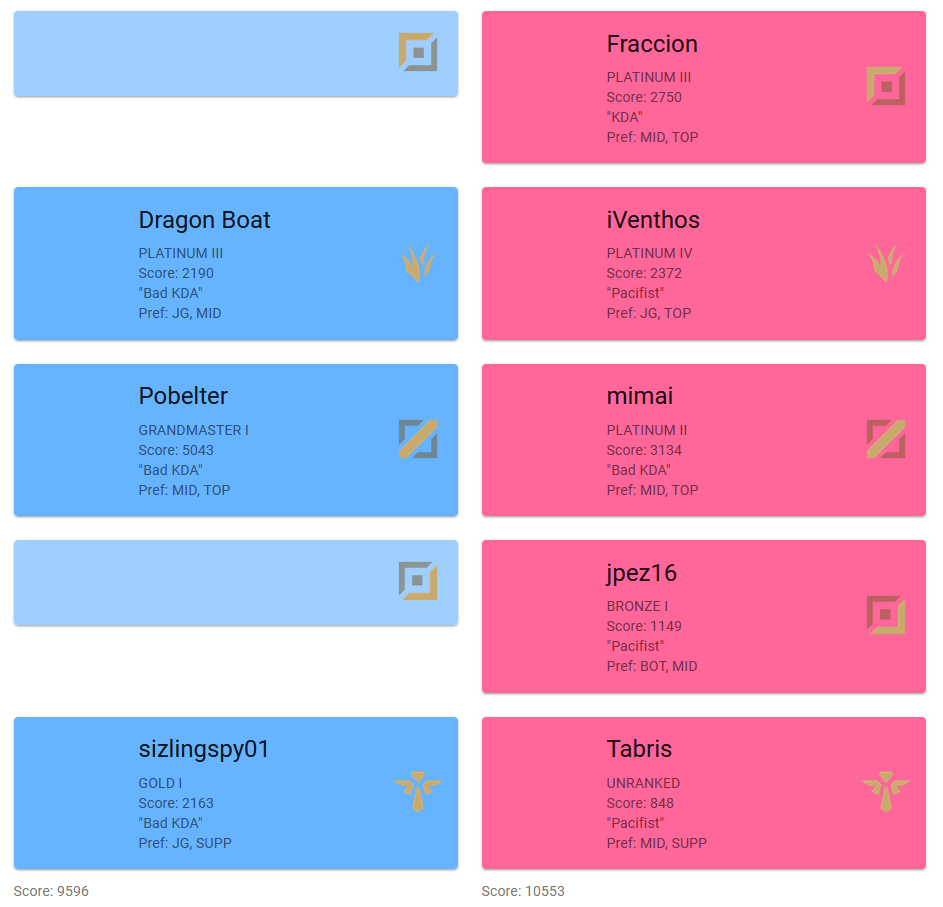 Fraccion
PLATINUM III
Score: 2750
"KDA"
Pref: MID, TOP
Dragon Boat
PLATINUM III
Score: 2190
"Bad KDA"
Pref: JG, MID
iVenthos
PLATINUM IV
Score: 2372
"Pacifist"
Pref: JG, TOP
Pobelter
GRANDMASTER I
Score: 5043
"Bad KDA"
Pref: MID, TOP
mimai
PLATINUM II
Score: 3134
"Bad KDA"
Pref: MID, TOP
jpez16
BRONZE I
Score: 1149
"Pacifist"
Pref: BOT, MID
sizlingspy01
GOLD I
Score: 2163
"Bad KDA"
Pref: JG, SUPP
Tabris
UNRANKED
Score: 848
"Pacifist"
Pref: MID, SUPP
Score: 9596
Score: 10553